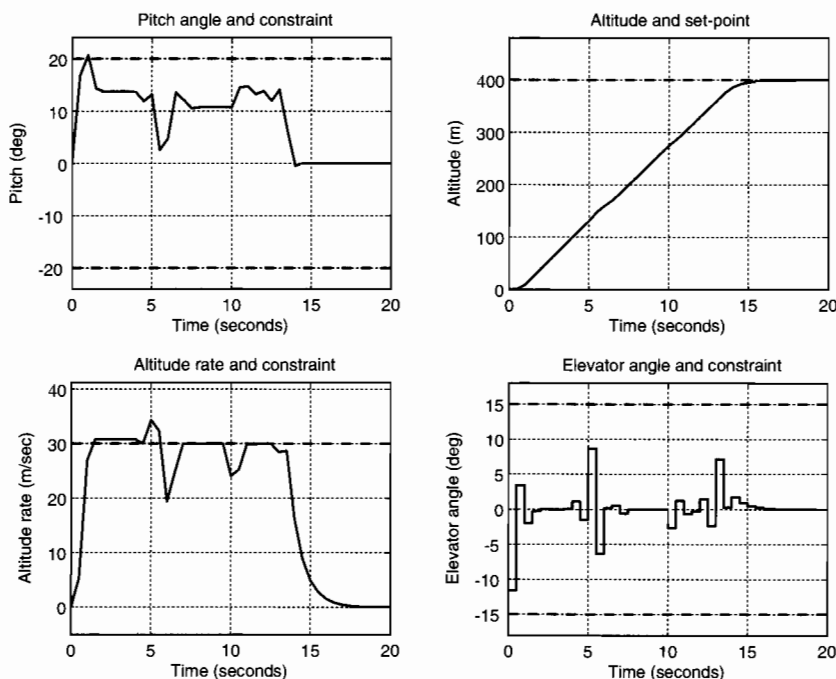 Pitch angle and constraint
Pitch (deg)
20
10
0
-10
-20
0 5 10 15 20
Time (seconds)
Altitude and set-point
Altitude (m)
400
300
200
100
0
0 5 10 15 20
Time (seconds)
Altitude rate and constraint
Altitude rate (m/sec)
40
30
20
10
0
0 5 10 15 20
Time (seconds)
Elevator angle and constraint
Elevator angle (deg)
15
10
5
0
-5
-10
-15
0 5 10 15 20
Time (seconds)